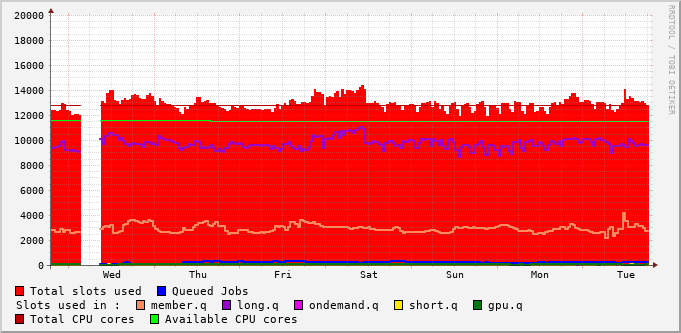 RRDTOOL / TOBI OETIKER
20000
18000
16000
14000
12000
10000
8000
6000
4000
2000
0
Wed Thu Fri Sat Sun Mon Tue
Total slots used Queued Jobs
Slots used in : member.q long.q ondemand.q short.q gpu.q
Total CPU cores Available CPU cores